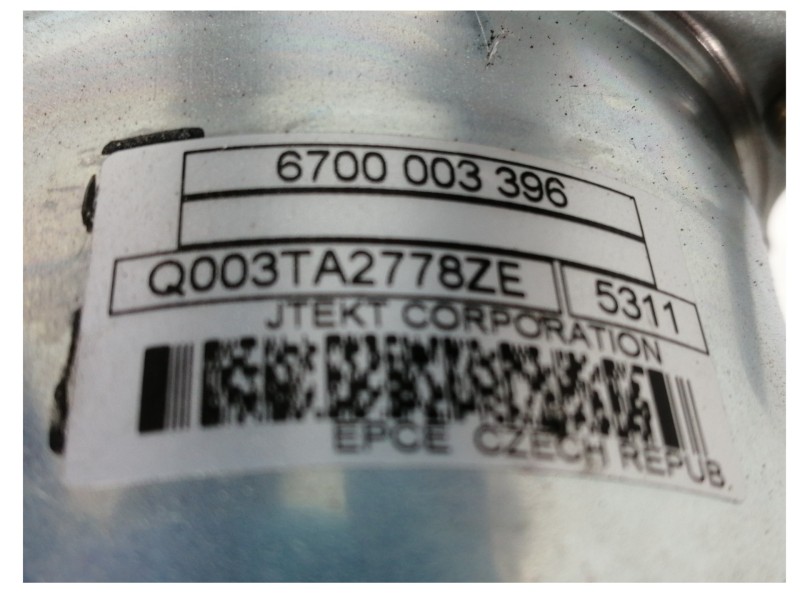 6700 003 396
Q003TA2778ZE 5311
JTEKT CORPORATION
EPCE CZECH REPUB.